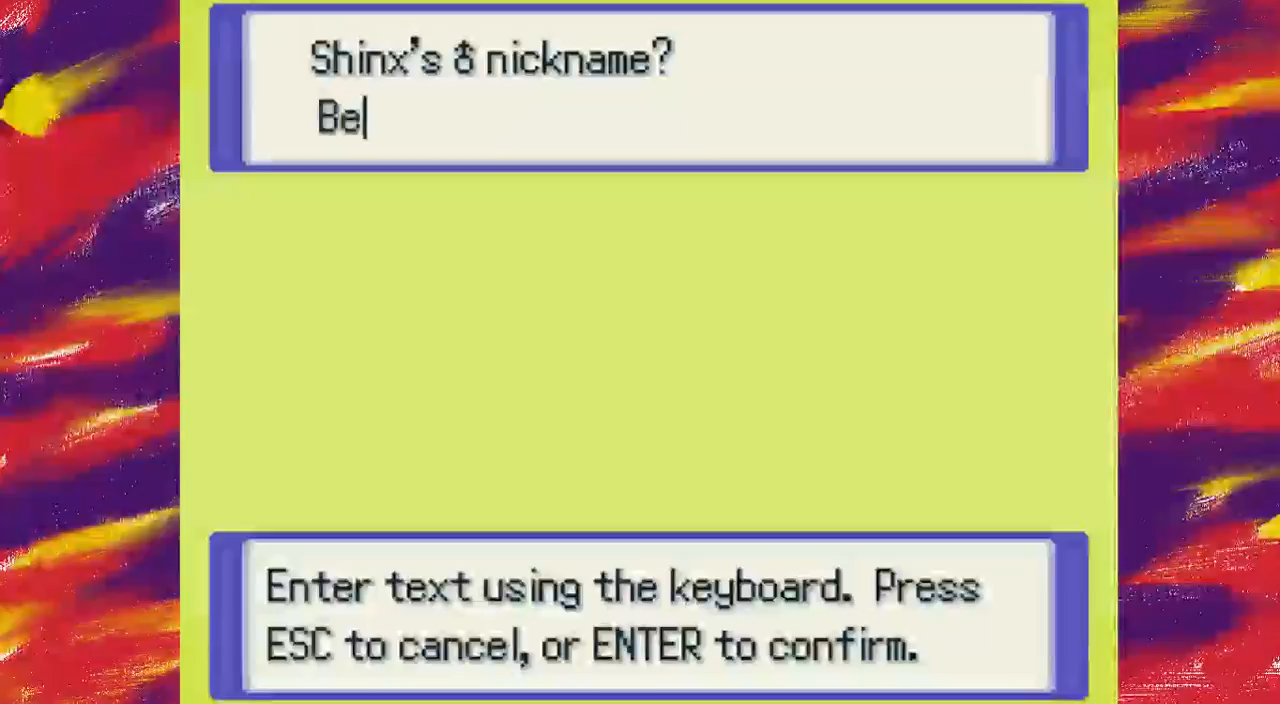 Shinx's ♂ nickname?
Be|
Enter text using the keyboard. Press
ESC to cancel, or ENTER to confirm.